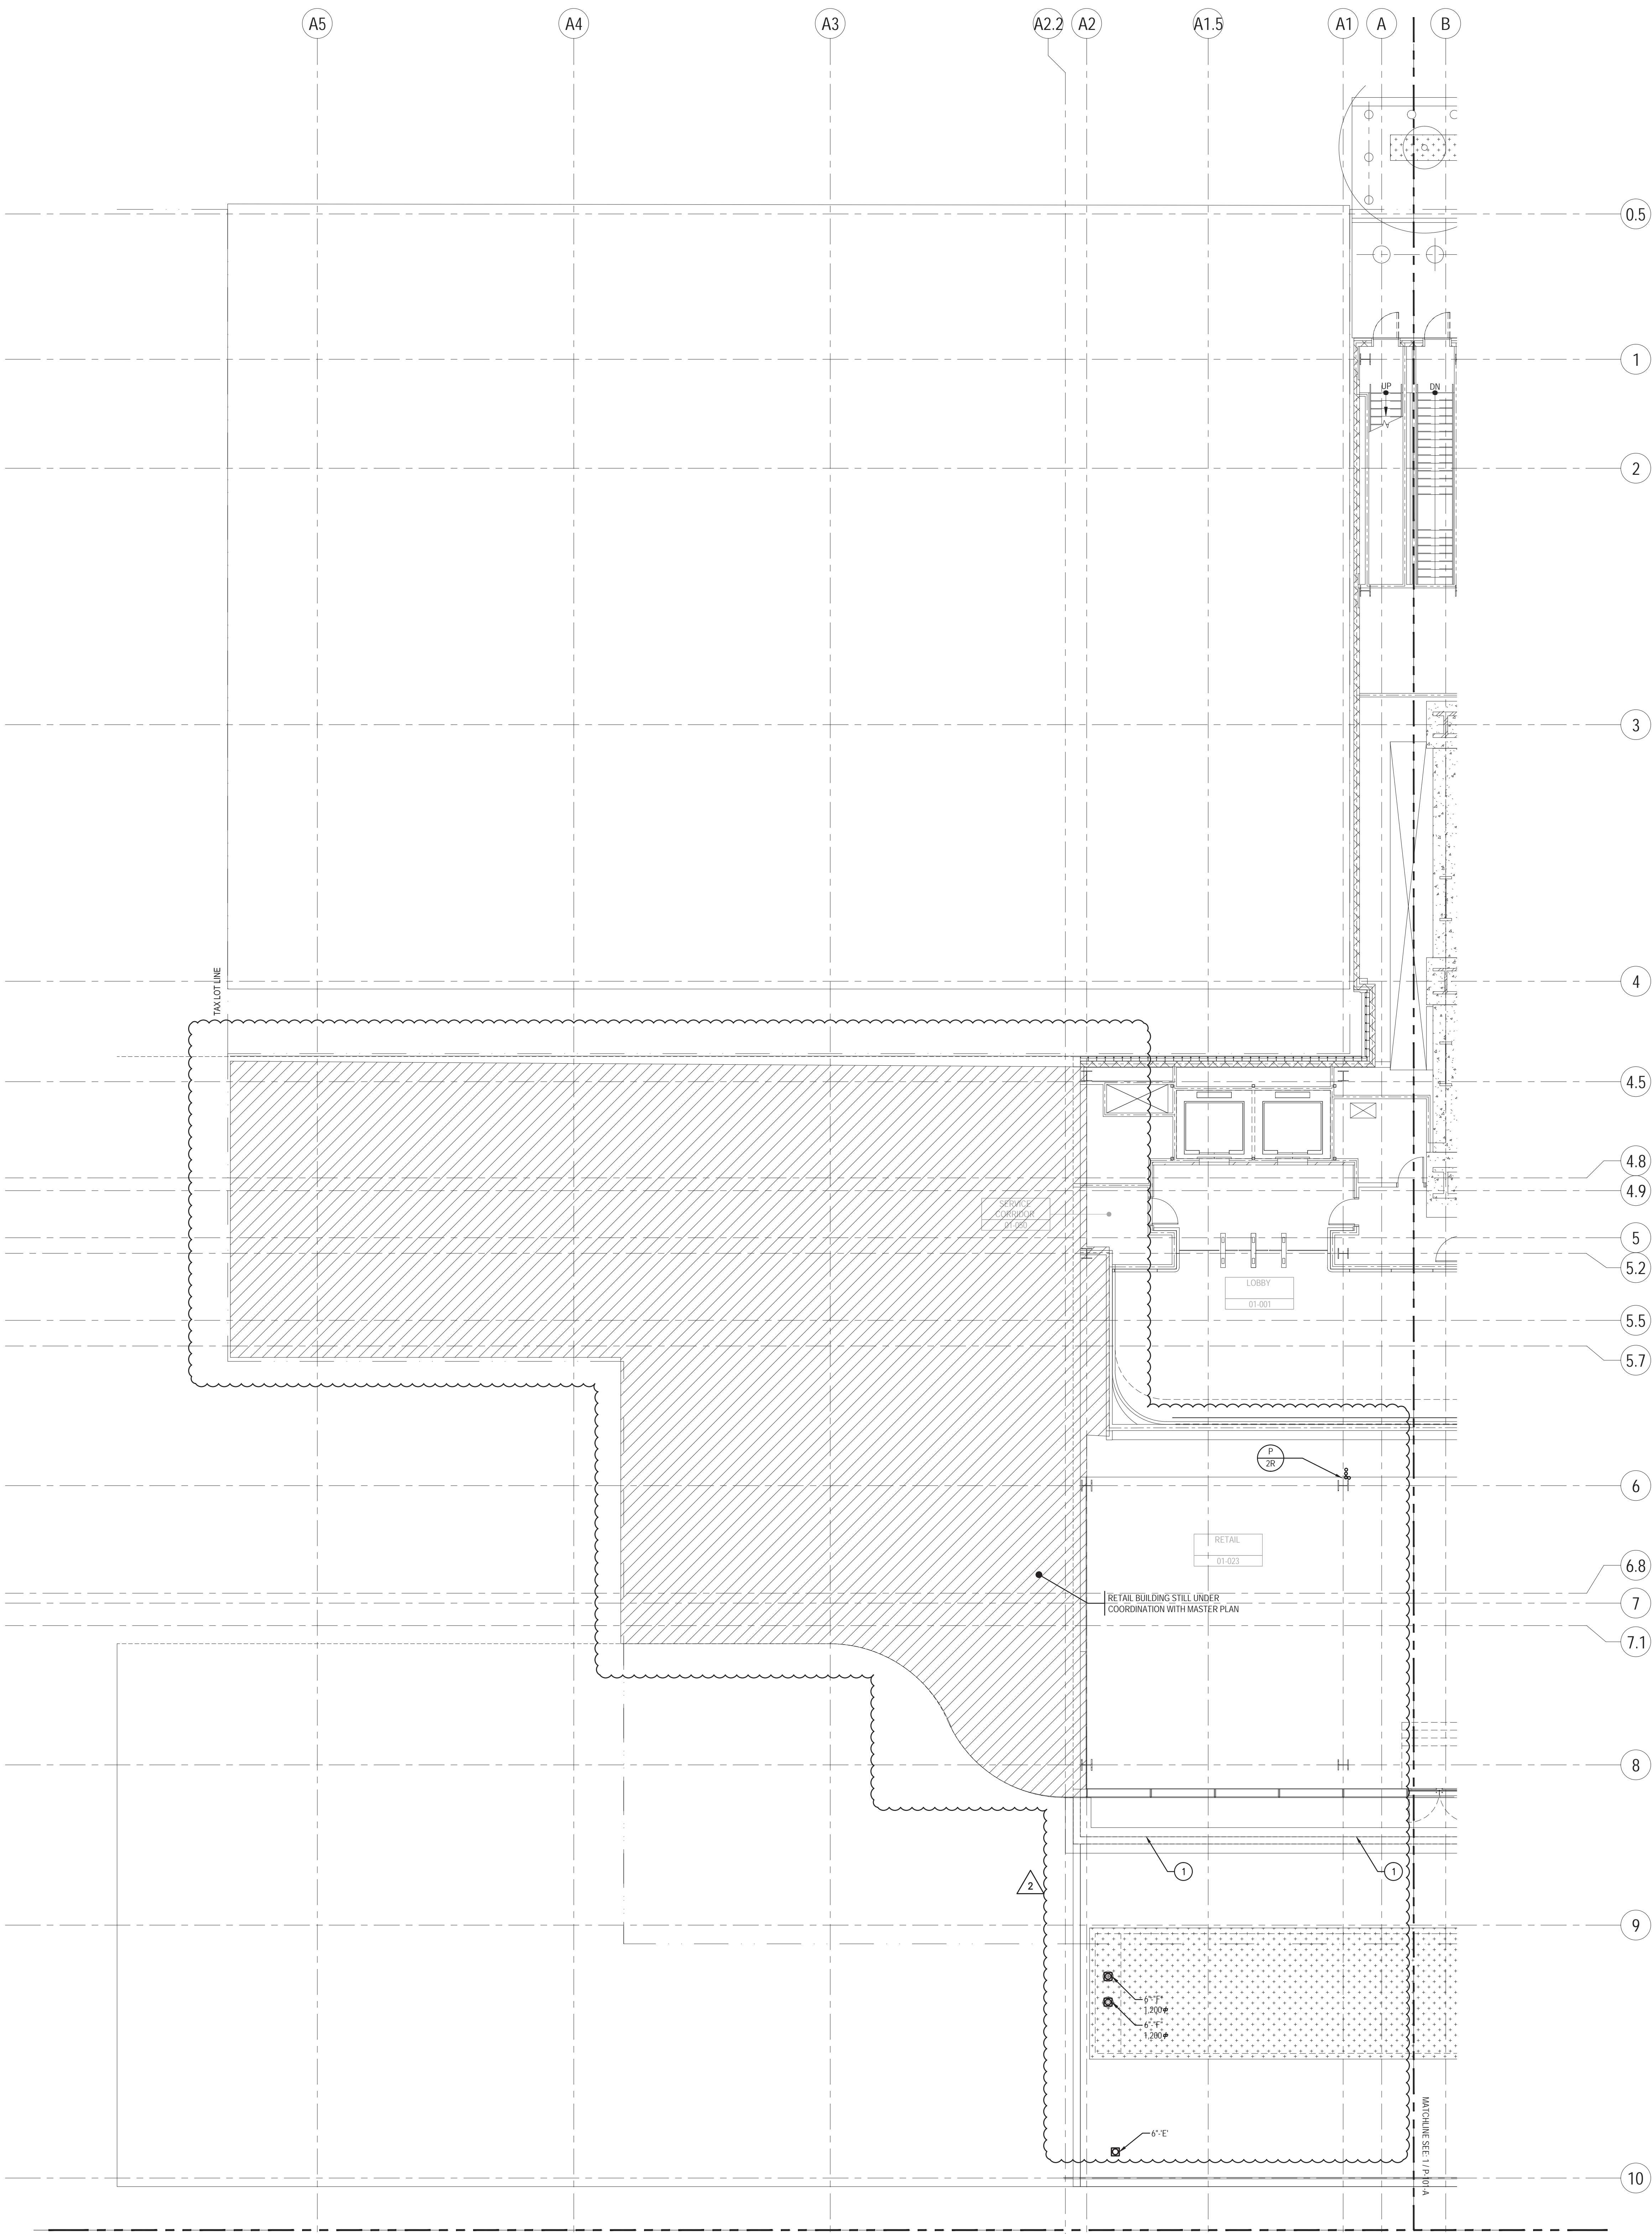 A5
A4
A3
A2.2
A2
A1.5
A1
A
B
0.5
1
UP
DN
2
3
TAX LOT LINE
4
4.5
4.8
4.9
SERVICE
CORRIDOR
01-050
5
5.2
LOBBY
01-001
5.5
5.7
P
2R
6
RETAIL
01-023
6.8
RETAIL BUILDING STILL UNDER
COORDINATION WITH MASTER PLAN
7
7.1
8
1
1
2
9
6"-'F'
1,200
6"-'F'
1,200
6"-'E'
MATCHLINE SEE: 1 / P-101-A
10